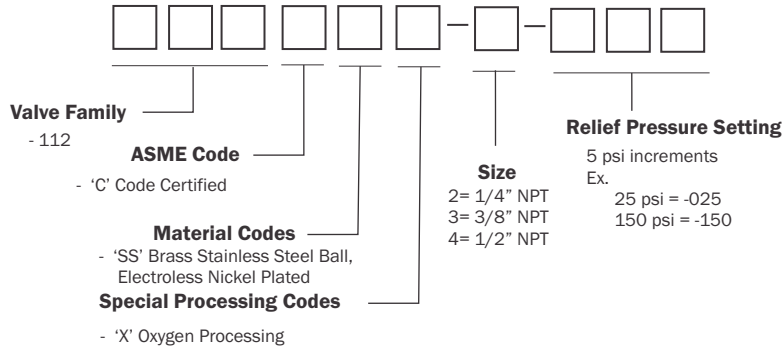 Valve Family
- 112
ASME Code
- ‘C’ Code Certified
Material Codes
- ‘SS’ Brass Stainless Steel Ball,
Electroless Nickel Plated
Special Processing Codes
- ‘X’ Oxygen Processing
Size
2= 1/4” NPT
3= 3/8” NPT
4= 1/2” NPT
Relief Pressure Setting
5 psi increments
Ex.
25 psi = -025
150 psi = -150